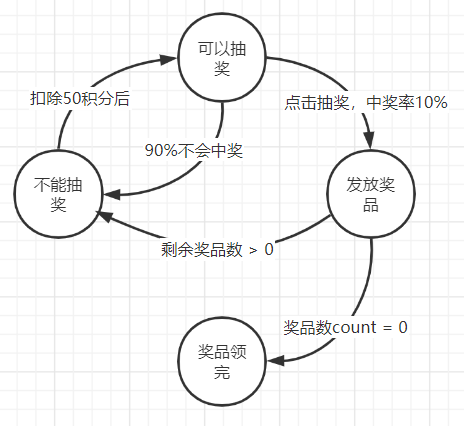 可以抽
奖
扣除50积分后
点击抽奖，中奖率10%
90%不会中奖
不能抽
奖
发放奖
品
剩余奖品数 > 0
奖品数count = 0
奖品领
完